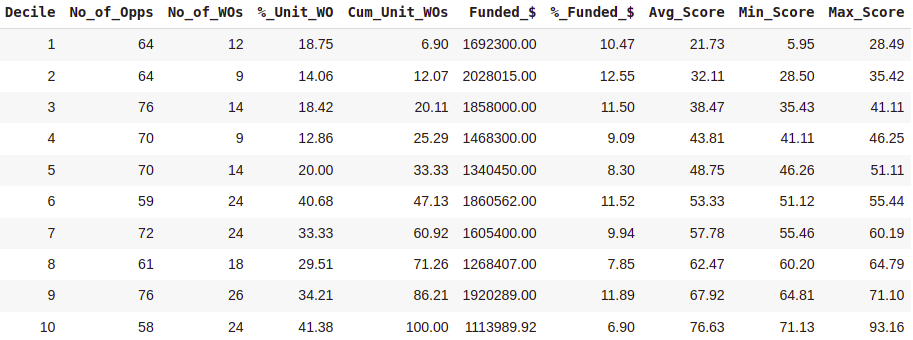 Decile No_of_Opps No_of_WOs %_Unit_WO Cum_Unit_WOs Funded_$ %_Funded_$ Avg_Score Min_Score Max_Score
1 64 12 18.75 6.90 1692300.00 10.47 21.73 5.95 28.49
2 64 9 14.06 12.07 2028015.00 12.55 32.11 28.50 35.42
3 76 14 18.42 20.11 1858000.00 11.50 38.47 35.43 41.11
4 70 9 12.86 25.29 1468300.00 9.09 43.81 41.11 46.25
5 70 14 20.00 33.33 1340450.00 8.30 48.75 46.26 51.11
6 59 24 40.68 47.13 1860562.00 11.52 53.33 51.12 55.44
7 72 24 33.33 60.92 1605400.00 9.94 57.78 55.46 60.19
8 61 18 29.51 71.26 1268407.00 7.85 62.47 60.20 64.79
9 76 26 34.21 86.21 1920289.00 11.89 67.92 64.81 71.10
10 58 24 41.38 100.00 1113989.92 6.90 76.63 71.13 93.16